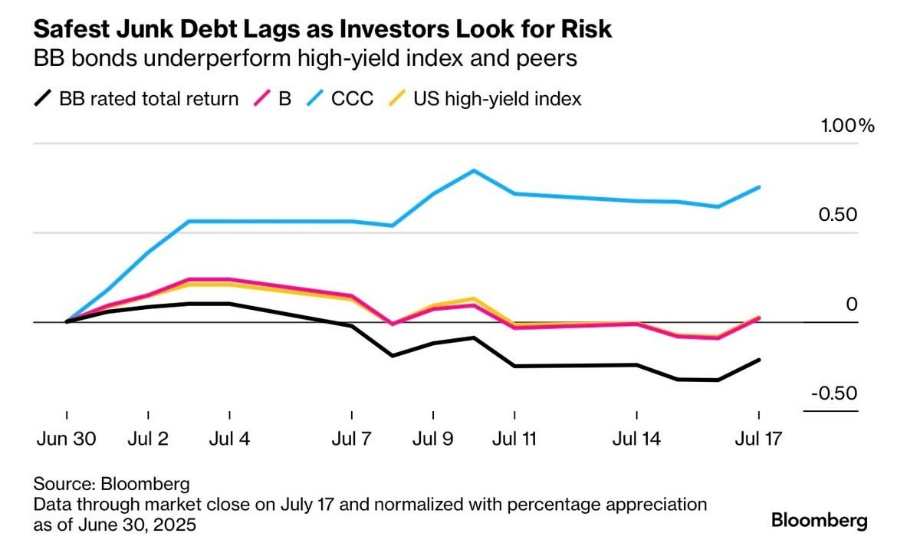 Safest Junk Debt Lags as Investors Look for Risk
BB bonds underperform high-yield index and peers
BB rated total return B CCC US high-yield index
1.00%
0.50
0
-0.50
Jun 30 Jul 2 Jul 4 Jul 7 Jul 9 Jul 11 Jul 14 Jul 17
Source: Bloomberg
Data through market close on July 17 and normalized with percentage appreciation
as of June 30, 2025
Bloomberg